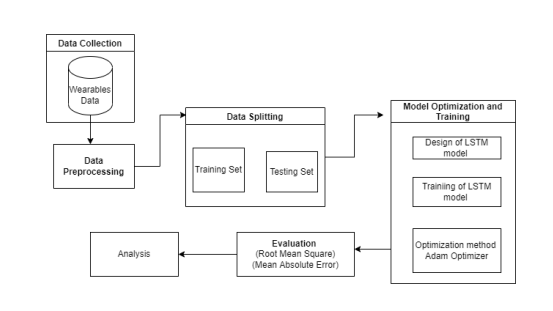 Data Collection
Wearables
Data
Data
Preprocessing
Data Splitting
Training Set
Testing Set
Model Optimization and
Training
Design of LSTM
model
Trainiing of LSTM
model
Optimization method
Adam Optimizer
Evaluation
(Root Mean Square)
(Mean Absolute Error)
Analysis